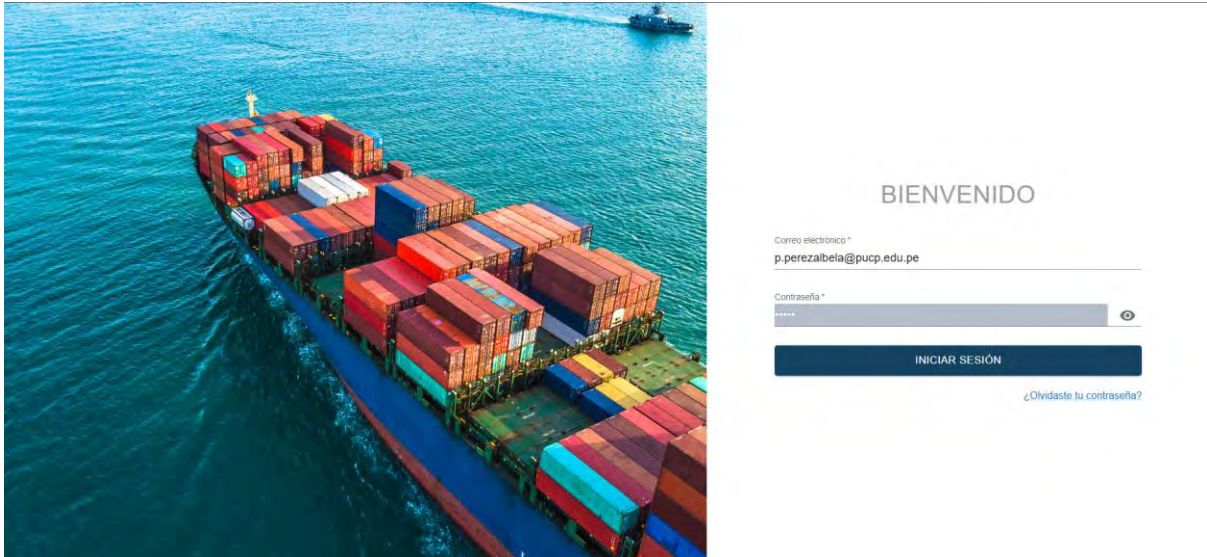 BIENVENIDO
Correo electrónico *
p.perezalbela@pucp.edu.pe
Contraseña *
•••••
INICIAR SESIÓN
¿Olvidaste tu contraseña?